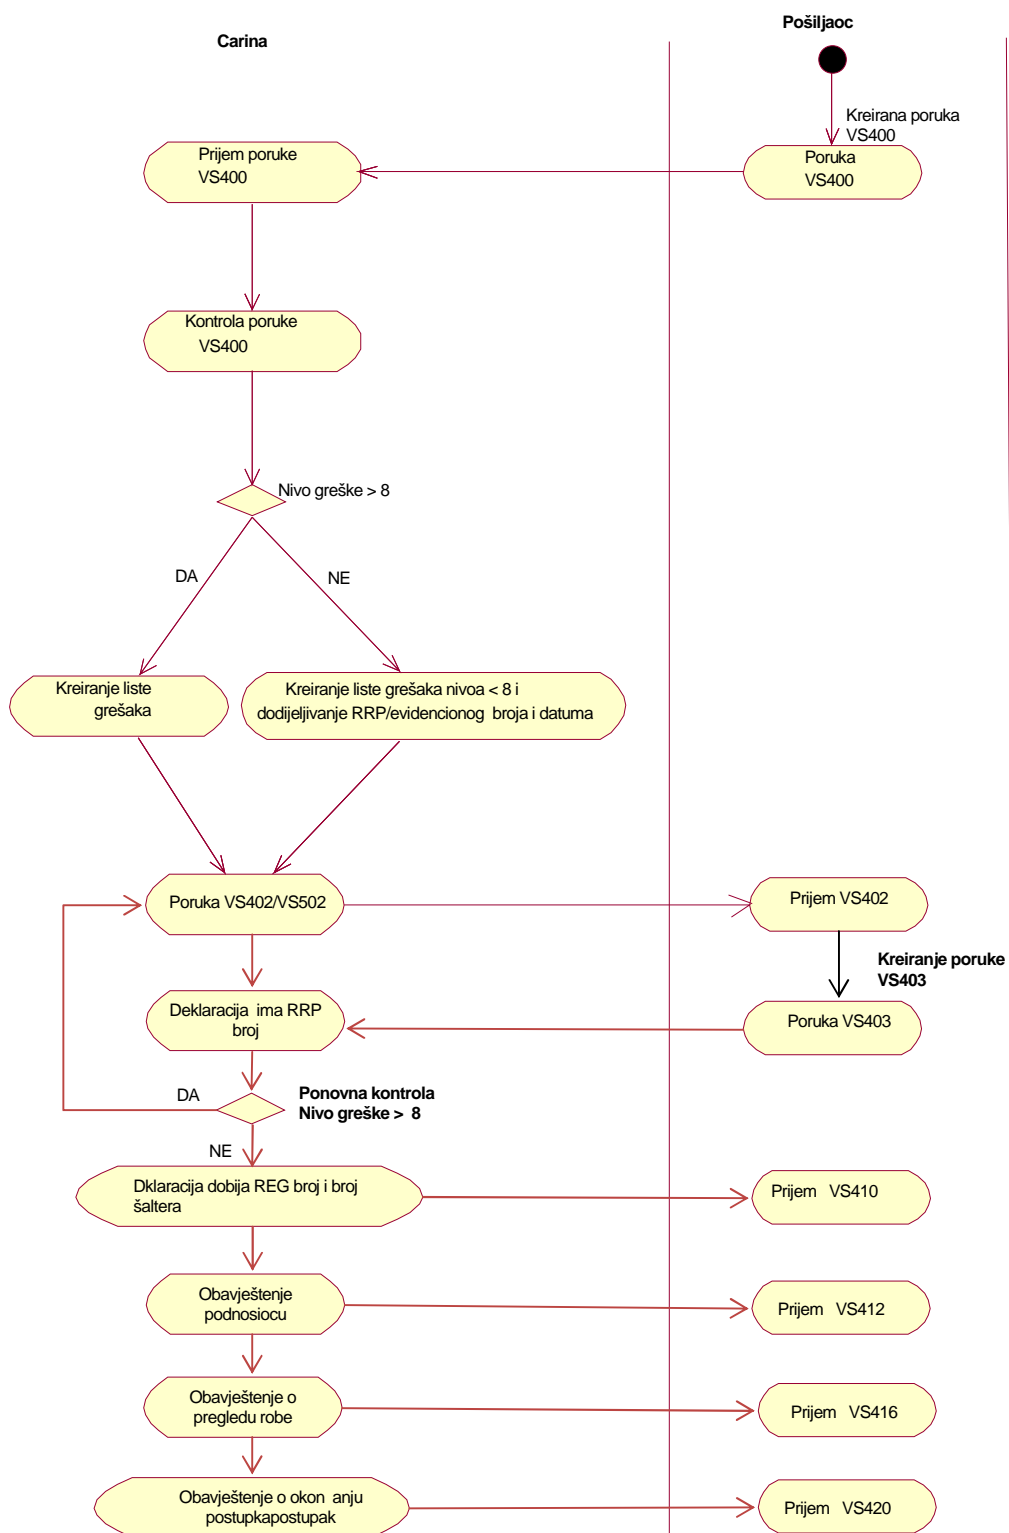 Pošiljaoc
Carina
Kreirana poruka
VS400
Prijem poruke
VS400
Poruka
VS400
Kontrola poruke
VS400
Nivo greške > 8
DA
NE
Kreiranje liste
grešaka
Kreiranje liste grešaka nivoa < 8 i
dodijeljivanje RRP/evidencionog broja i datuma
Poruka VS402/VS502
Prijem VS402
Kreiranje poruke
VS403
Deklaracija ima RRP
broj
Poruka VS403
DA
Ponovna kontrola
Nivo greške > 8
NE
Dklaracija dobija REG broj i broj
šaltera
Prijem VS410
Obavještenje
podnosiocu
Prijem VS412
Obavještenje o
pregledu robe
Prijem VS416
Obavještenje o okon anju
postupkapostupak
Prijem VS420